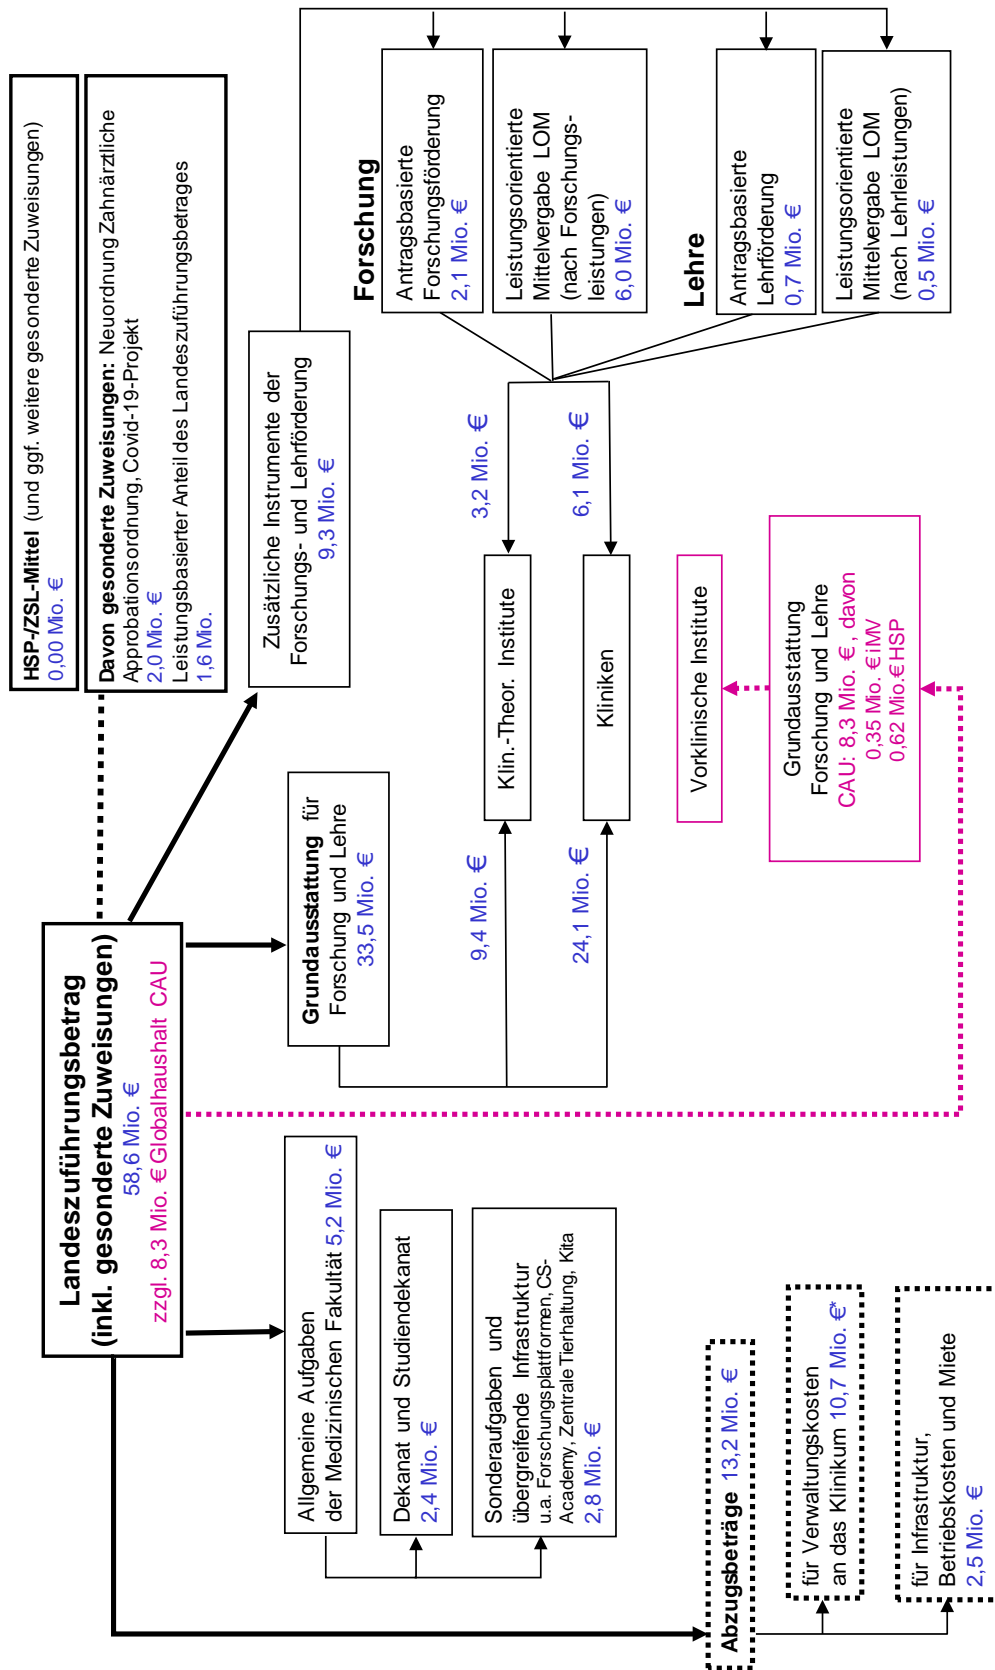 Landeszuführungsbetrag
(inkl. gesonderte Zuweisungen)
58,6 Mio. €
zzgl. 8,3 Mio. € Globalhaushalt CAU
HSP-/ZSL-Mittel (und ggf. weitere gesonderte Zuweisungen)
0,00 Mio. €
Davon gesonderte Zuweisungen: Neuordnung Zahnärztliche
Approbationsordnung, Covid-19-Projekt
2,0 Mio. €
Leistungsbasierter Anteil des Landeszuführungsbetrages
1,6 Mio.
Allgemeine Aufgaben
der Medizinischen Fakultät 5,2 Mio. €
Dekanat und Studiendekanat
2,4 Mio. €
Sonderaufgaben und
übergreifende Infrastruktur
u.a. Forschungsplattformen, CS-
Academy, Zentrale Tierhaltung, Kita
2,8 Mio. €
Abzugsbeträge 13,2 Mio. €
für Verwaltungskosten
an das Klinikum 10,7 Mio. €*
für Infrastruktur,
Betriebskosten und Miete
2,5 Mio. €
Grundausstattung für
Forschung und Lehre
33,5 Mio. €
9,4 Mio. €
24,1 Mio. €
Zusätzliche Instrumente der
Forschungs- und Lehrförderung
9,3 Mio. €
3,2 Mio. €
6,1 Mio. €
Klin.-Theor. Institute
Kliniken
Vorklinische Institute
Grundausstattung
Forschung und Lehre
CAU: 8,3 Mio. € , davon
0,35 Mio. € iMV
0,62 Mio.€ HSP
Forschung
Antragsbasierte
Forschungsförderung
2,1 Mio. €
Leistungsorientierte
Mittelvergabe LOM
(nach Forschungs-
leistungen)
6,0 Mio. €
Lehre
Antragsbasierte
Lehrförderung
0,7 Mio. €
Leistungsorientierte
Mittelvergabe LOM
(nach Lehrleistungen)
0,5 Mio. €